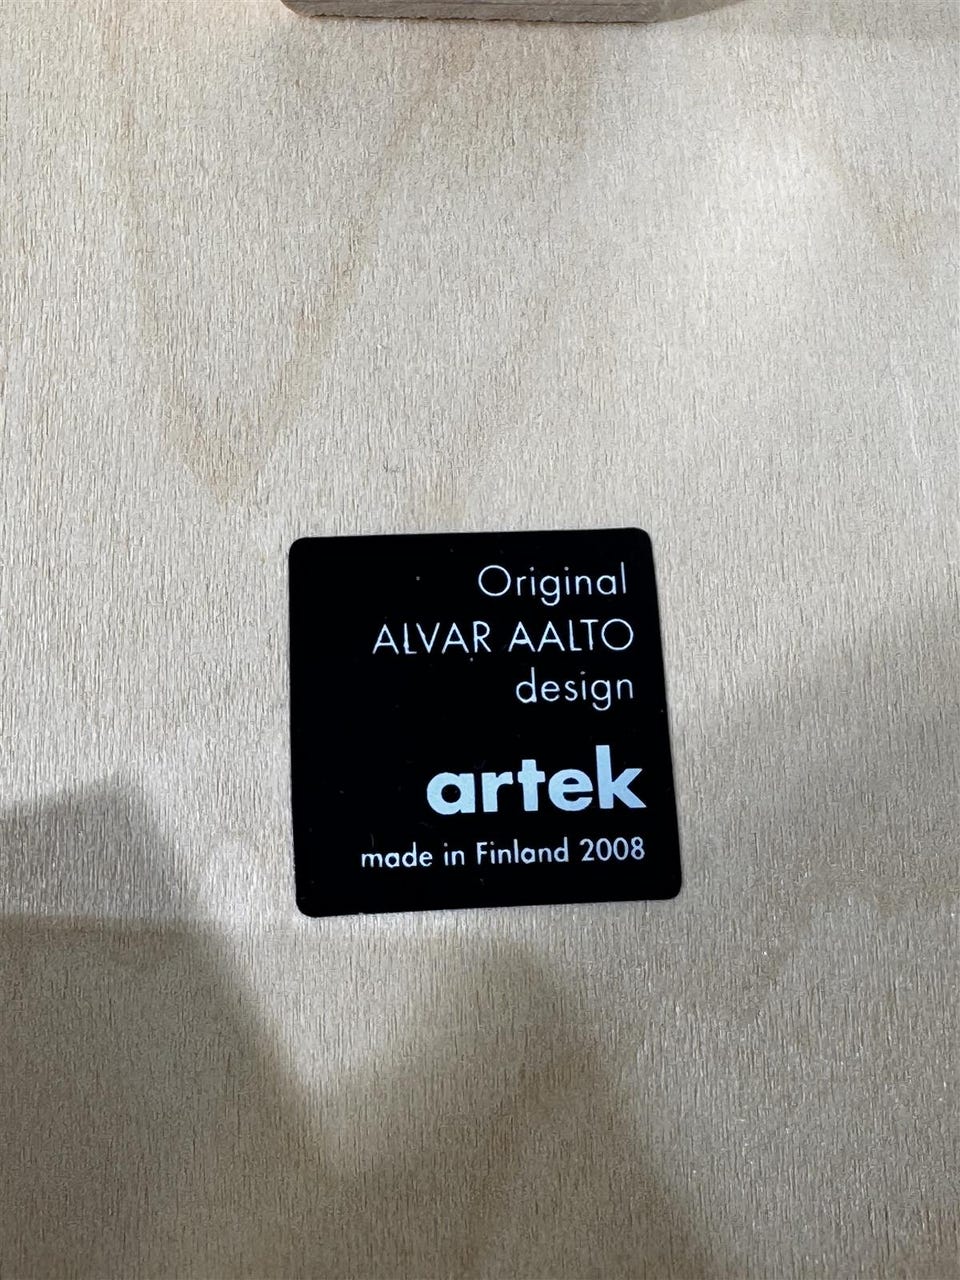 Original
ALVAR AALTO
design
artek
made in Finland 2008